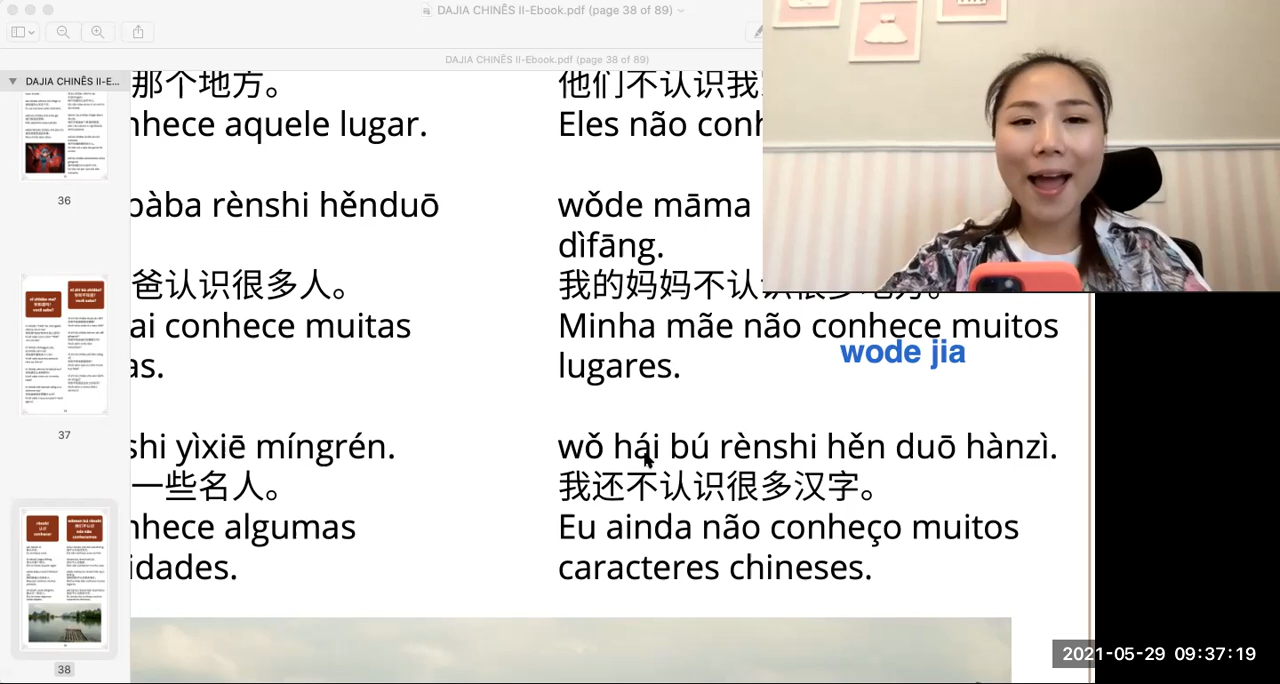 DAJIA CHINÊS II-Ebook.pdf (page 38 of 89)
DAJIA CHINÊS II-Ebook.pdf (page 38 of 89)
DAJIA CHINÊS II-E...
36
37
38
那个地方。
nhece aquele lugar.
bàba rènshi hěnduō
爸认识很多人。
ai conhece muitas
as.
shi yìxiē míngrén.
一些名人。
nhece algumas
idades.
他们不认识我
Eles não conh
wǒde māma
dìfāng.
我的妈妈不认识很多地方。
Minha mãe não conhece muitos
lugares.
wode jia
wǒ hái bú rènshi hěn duō hànzì.
我还不认识很多汉字。
Eu ainda não conheço muitos
caracteres chineses.
2021-05-29 09:37:19